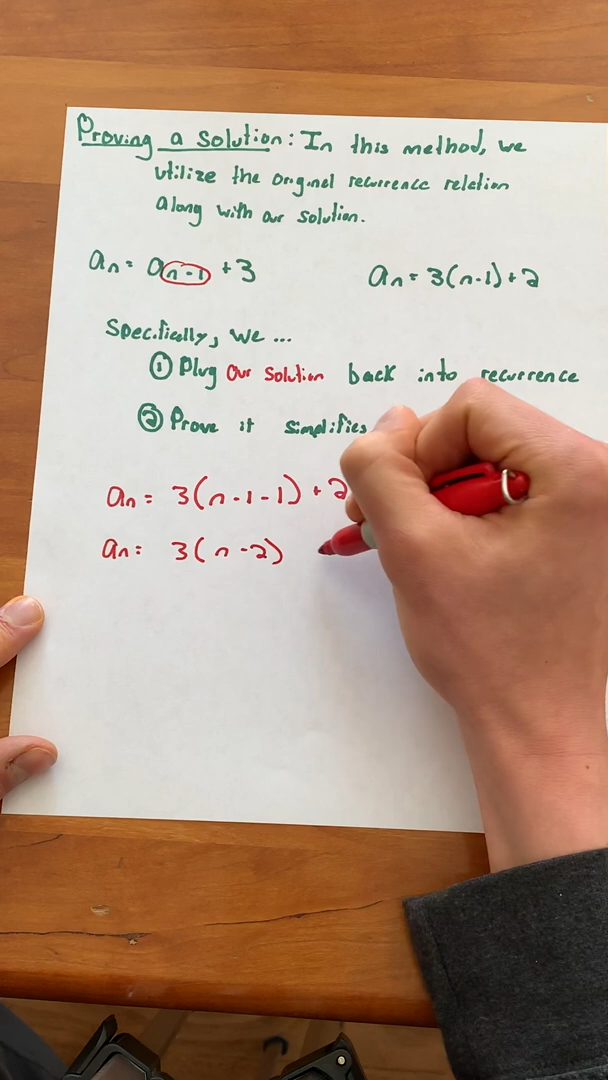 Proving a solution: In this method, we
utilize the original recurrence relation
along with our solution.
an = an-1 + 3
an = 3(n-1) + 2
Specifically, we ...
① Plug our solution back into recurrence
② Prove it simplifies
an = 3(n-1-1) + 2
an = 3(n-2)